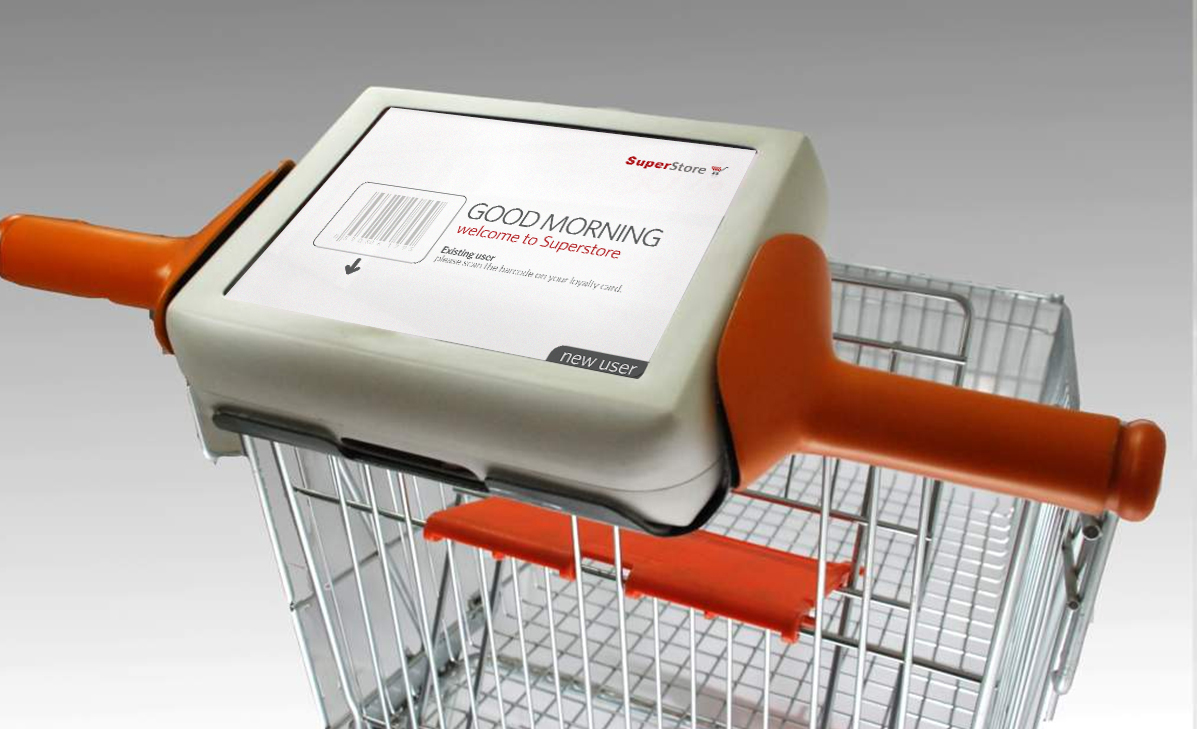 SuperStore
GOOD MORNING
welcome to Superstore
Existing user
please scan the barcode on your loyalty card.
new user